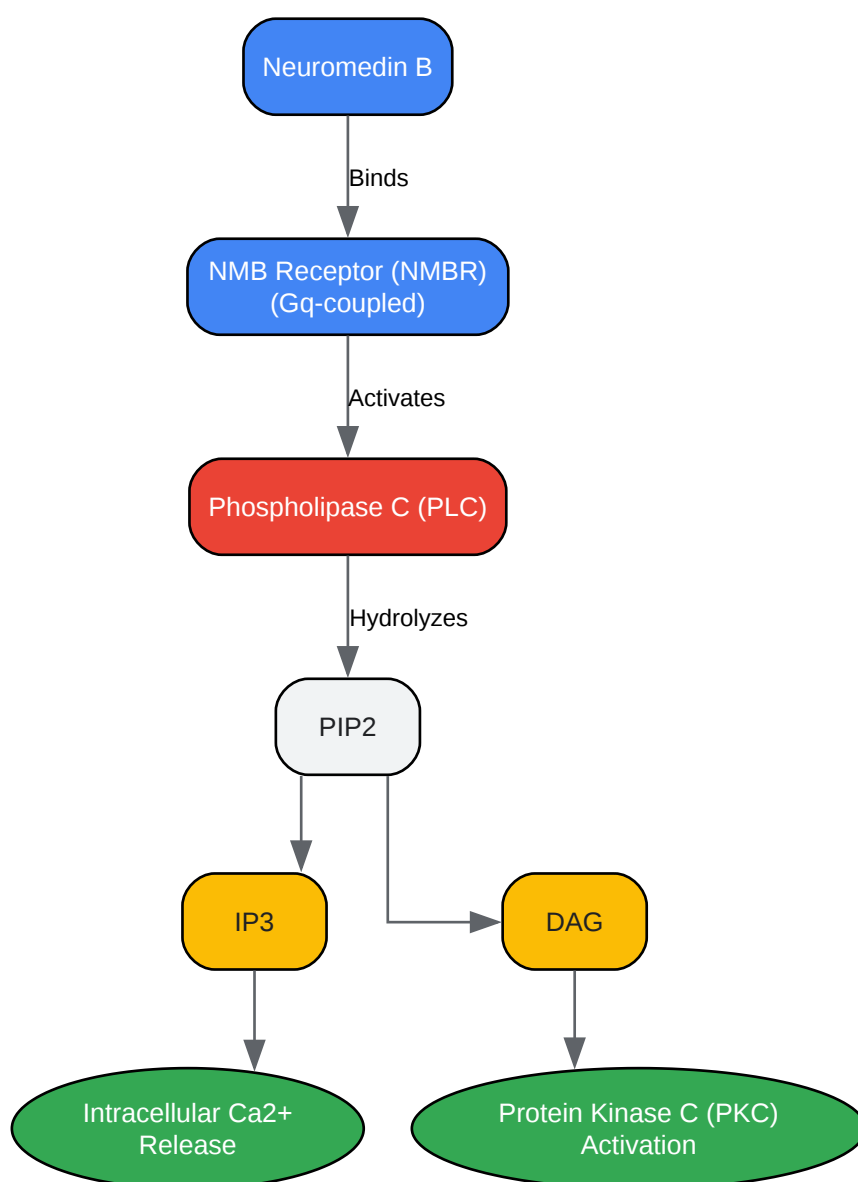 Neuromedin B
Binds
NMB Receptor (NMBR)
(Gq-coupled)
Activates
Phospholipase C (PLC)
Hydrolyzes
PIP2
IP3
DAG
Intracellular Ca2+
Release
Protein Kinase C (PKC)
Activation